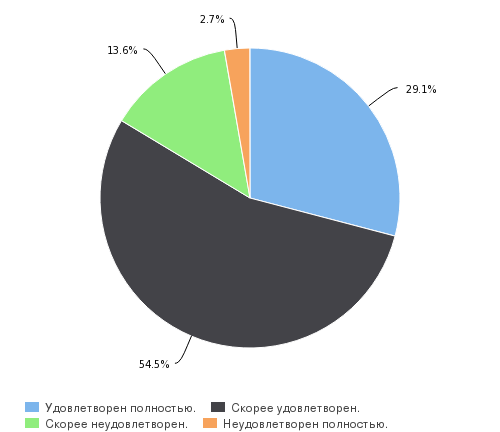 2.7%
13.6%
29.1%
54.5%
Удовлетворен полностью. Скорее удовлетворен.
Скорее неудовлетворен. Неудовлетворен полностью.